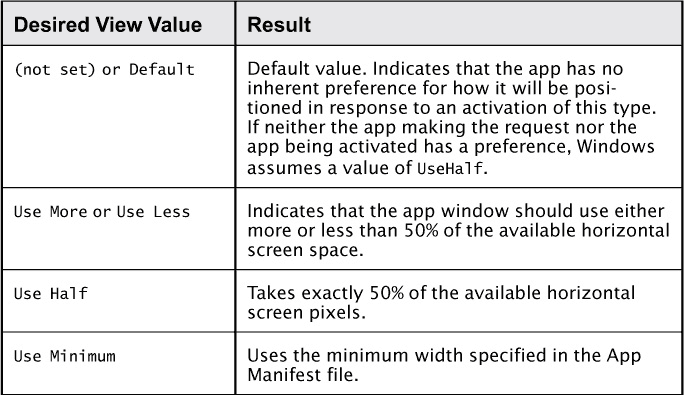 Desired View Value
Result
(not set) or Default
Default value. Indicates that the app has no
inherent preference for how it will be posi-
tioned in response to an activation of this type.
If neither the app making the request nor the
app being activated has a preference, Windows
assumes a value of UseHalf.
Use More or Use Less
Indicates that the app window should use either
more or less than 50% of the available horizontal
screen space.
Use Half
Takes exactly 50% of the available horizontal
screen pixels.
Use Minimum
Uses the minimum width specified in the App
Manifest file.